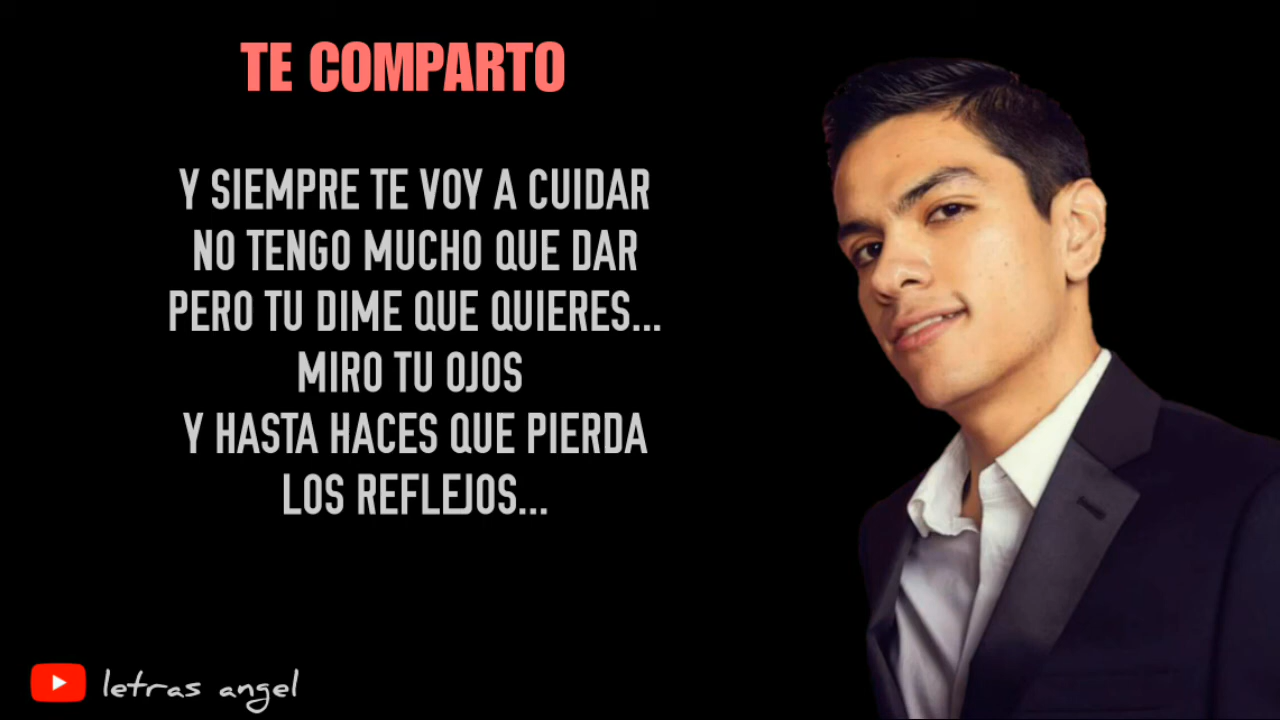 TE COMPARTO
Y SIEMPRE TE VOY A CUIDAR
NO TENGO MUCHO QUE DAR
PERO TU DIME QUE QUIERES...
MIRO TU OJOS
Y HASTA HACES QUE PIERDA
LOS REFLEJOS...
letras angel